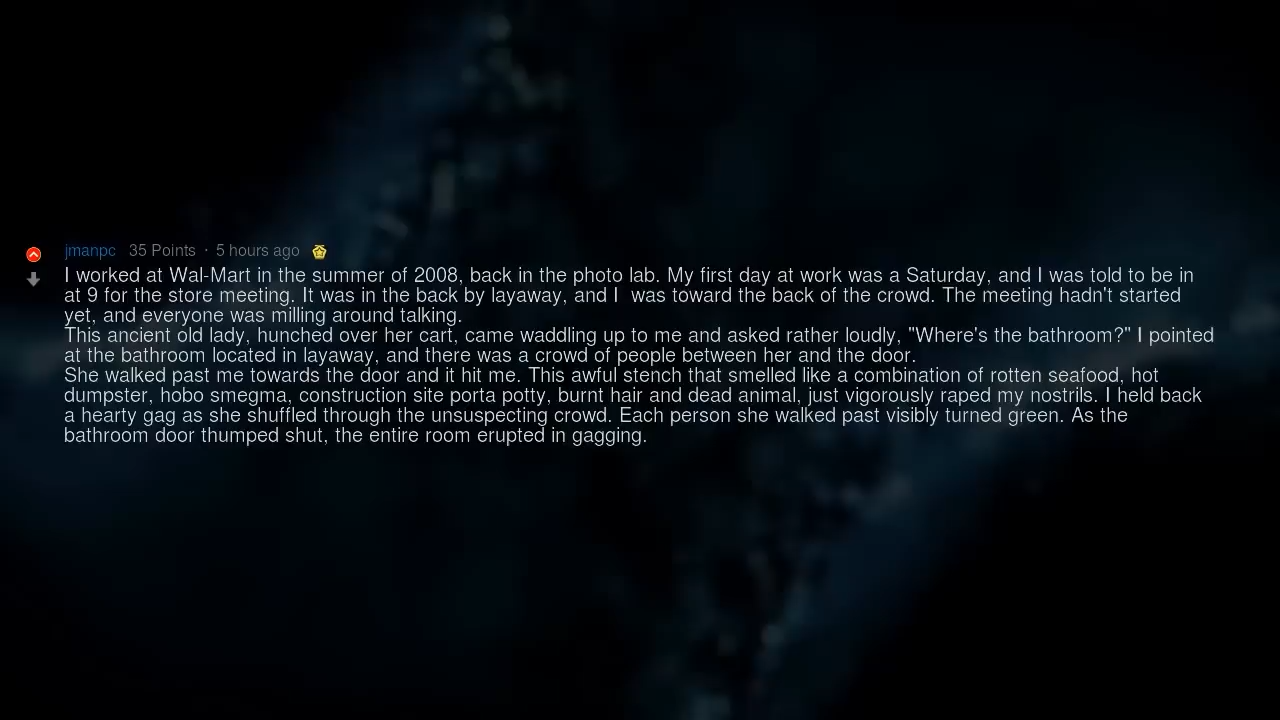 jmanpc 35 Points · 5 hours ago
I worked at Wal-Mart in the summer of 2008, back in the photo lab. My first day at work was a Saturday, and I was told to be in
at 9 for the store meeting. It was in the back by layaway, and I  was toward the back of the crowd. The meeting hadn't started
yet, and everyone was milling around talking.
This ancient old lady, hunched over her cart, came waddling up to me and asked rather loudly, "Where's the bathroom?" I pointed
at the bathroom located in layaway, and there was a crowd of people between her and the door.
She walked past me towards the door and it hit me. This awful stench that smelled like a combination of rotten seafood, hot
dumpster, hobo smegma, construction site porta potty, burnt hair and dead animal, just vigorously raped my nostrils. I held back
a hearty gag as she shuffled through the unsuspecting crowd. Each person she walked past visibly turned green. As the
bathroom door thumped shut, the entire room erupted in gagging.